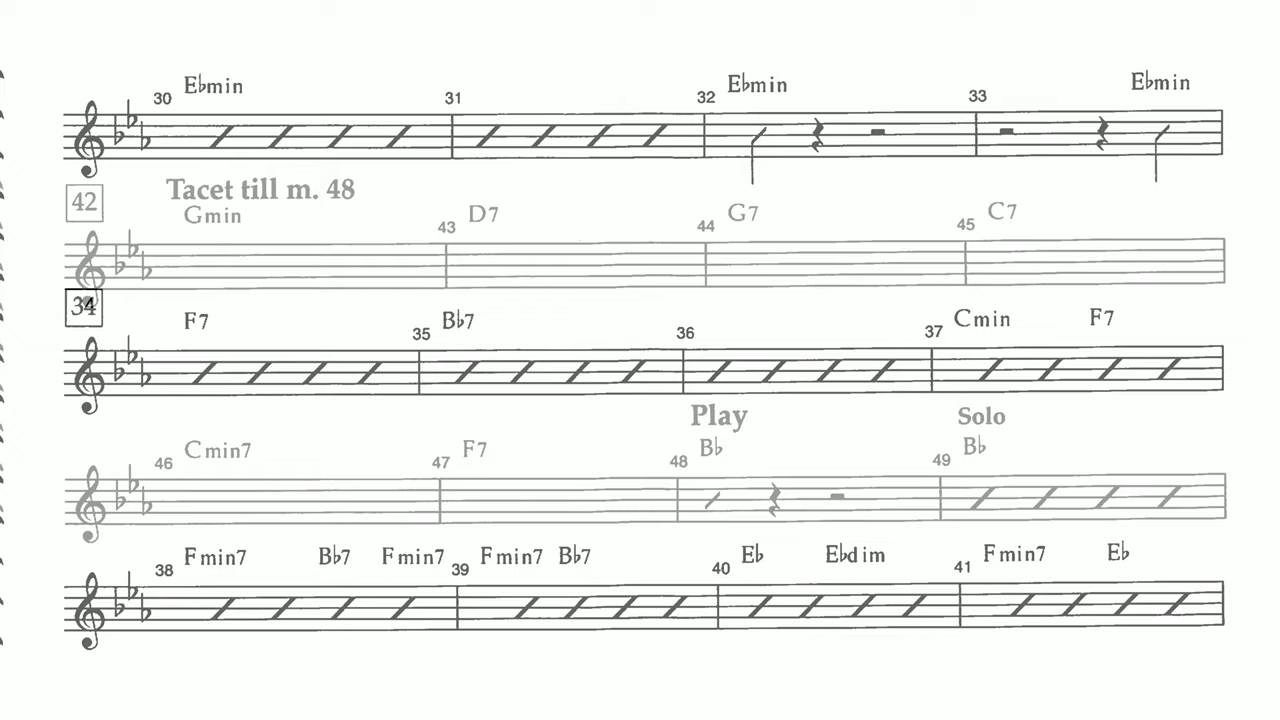 E♭min
30 31 32 E♭min 33 E♭min
42 Tacet till m. 48
Gmin 43 D7 44 G7 45 C7
34 F7 35 B♭7 36 37 Cmin F7
Play Solo
46 Cmin7 47 F7 48 B♭ 49 B♭
38 Fmin7 B♭7 Fmin7 39 Fmin7 B♭7 40 E♭ E♭dim 41 Fmin7 E♭